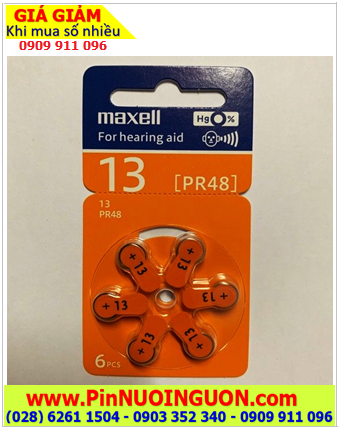 GIÁ GIẢM
Khi mua số nhiều
0909 911 096
maxell
Hg 0%
For hearing aid
13 [PR48]
13
PR48
+ 13
+ 13
+ 13
+ 13
+ 13
+ 13
6 PCS
www.PinNUOINGUON.com
(028) 6261 1504 - 0903 352 340 - 0909 911 096